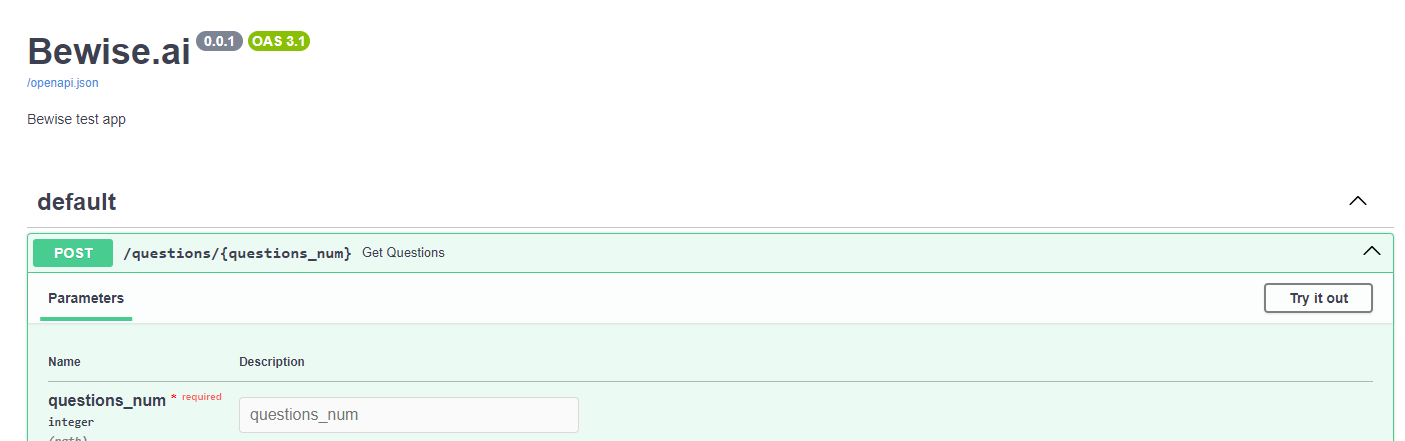 Bewise.ai 0.0.1 OAS 3.1
/openapi.json
Bewise test app
default
POST /questions/{questions_num} Get Questions
Parameters Try it out
Name Description
questions_num * required questions_num
integer
(path)